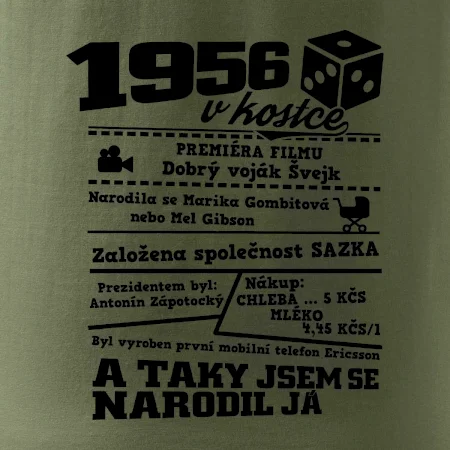 1956
v kostce
PREMIÉRA FILMU
Dobrý voják Švejk
Narodila se Marika Gombitová
nebo Mel Gibson
Založena společnost SAZKA
Prezidentem byl:
Antonín Zápotocký
Nákup:
CHLEBA ... 5 KČS
MLÉKO
4,45 KČS/l
Byl vyroben první mobilní telefon Ericsson
A TAKY JSEM SE
NARODIL JÁ